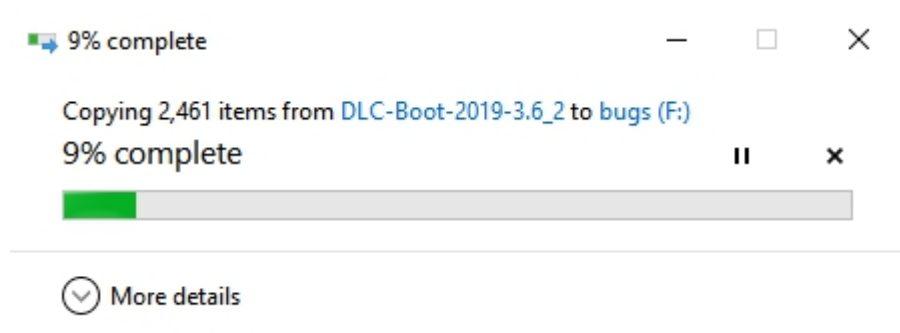 9% complete
Copying 2,461 items from DLC-Boot-2019-3.6_2 to bugs (F:)
9% complete
More details